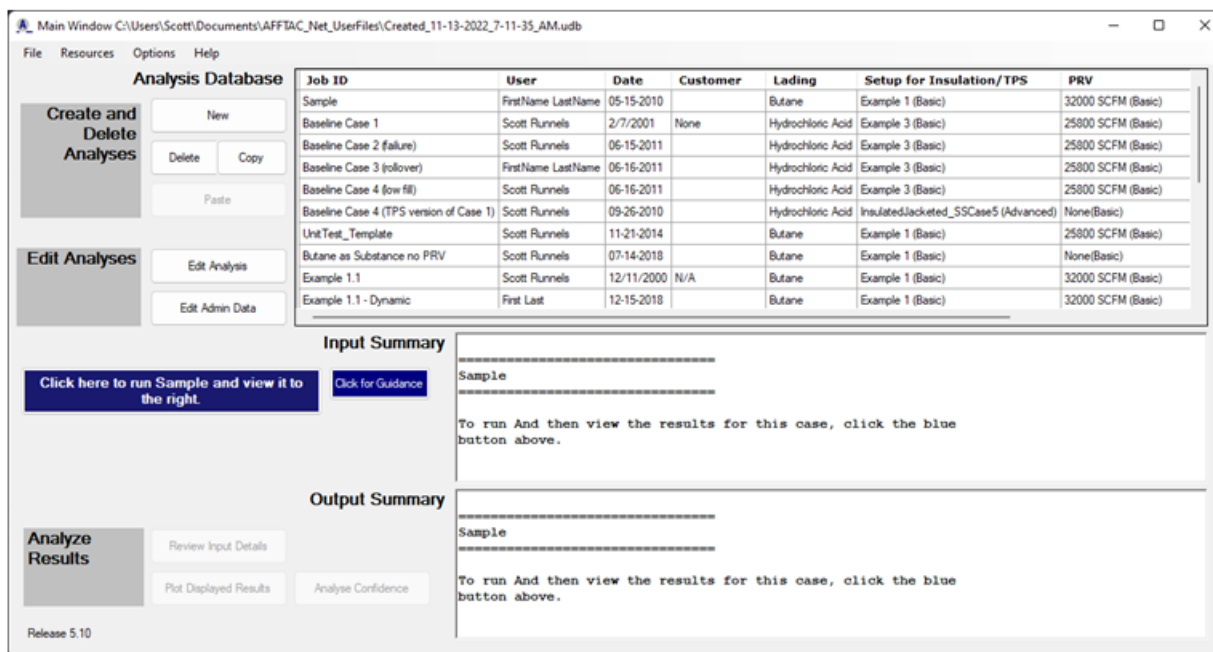 Main Window C:\Users\Scott\Documents\AFFTAC_Net_UserFiles\Created_11-13-2022_7-11-35_AM.udb
File Resources Options Help
Analysis Database
Create and
Delete
Analyses
New
Delete Copy
Paste
Edit Analyses
Edit Analysis
Edit Admin Data
Job ID User Date Customer Lading Setup for Insulation/TPS PRV
Sample FirstName LastName 05-15-2010 Butane Example 1 (Basic) 32000 SCFM (Basic)
Baseline Case 1 Scott Runnels 2/7/2001 None Hydrochloric Acid Example 3 (Basic) 25800 SCFM (Basic)
Baseline Case 2 (failure) Scott Runnels 06-15-2011 Hydrochloric Acid Example 3 (Basic) 25800 SCFM (Basic)
Baseline Case 3 (rollover) FirstName LastName 06-16-2011 Hydrochloric Acid Example 3 (Basic) 25800 SCFM (Basic)
Baseline Case 4 (low fill) Scott Runnels 06-16-2011 Hydrochloric Acid Example 3 (Basic) 25800 SCFM (Basic)
Baseline Case 4 (TPS version of Case 1) Scott Runnels 09-26-2010 Hydrochloric Acid InsulatedJacketed_SSCase5 (Advanced) None(Basic)
UnitTest_Template Scott Runnels 11-21-2014 Butane Example 1 (Basic) 25800 SCFM (Basic)
Butane as Substance no PRV Scott Runnels 07-14-2018 Butane Example 1 (Basic) None(Basic)
Example 1.1 Scott Runnels 12/11/2000 N/A Butane Example 1 (Basic) 32000 SCFM (Basic)
Example 1.1 - Dynamic First Last 12-15-2018 Butane Example 1 (Basic) 32000 SCFM (Basic)
Input Summary
Click here to run Sample and view it to
the right.
Click for Guidance
================================
Sample
================================
To run And then view the results for this case, click the blue
button above.
Output Summary
Analyze
Results
Review Input Details
Plot Displayed Results Analyse Confidence
================================
Sample
================================
To run And then view the results for this case, click the blue
button above.
Release 5.10